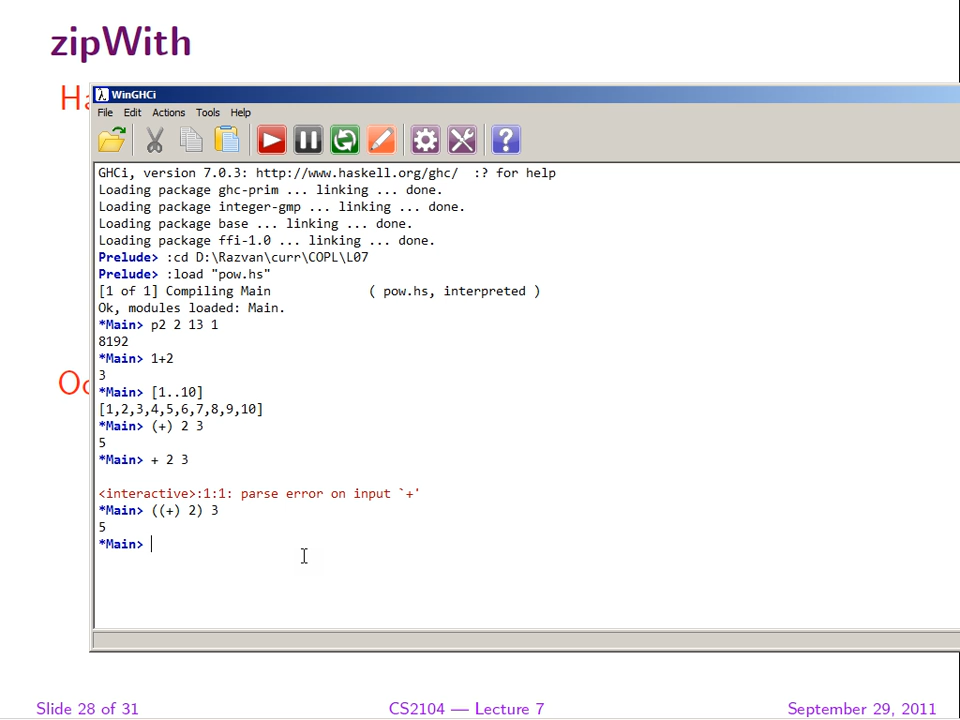 zipWith
WinGHCi
File Edit Actions Tools Help
GHCi, version 7.0.3: http://www.haskell.org/ghc/  :? for help
Loading package ghc-prim ... linking ... done.
Loading package integer-gmp ... linking ... done.
Loading package base ... linking ... done.
Loading package ffi-1.0 ... linking ... done.
Prelude> :cd D:\Razvan\curr\COPL\L07
Prelude> :load "pow.hs"
[1 of 1] Compiling Main             ( pow.hs, interpreted )
Ok, modules loaded: Main.
*Main> p2 2 13 1
8192
*Main> 1+2
3
*Main> [1..10]
[1,2,3,4,5,6,7,8,9,10]
*Main> (+) 2 3
5
*Main> + 2 3
<interactive>:1:1: parse error on input `+'
*Main> ((+) 2) 3
5
*Main>
Slide 28 of 31 CS2104 — Lecture 7 September 29, 2011